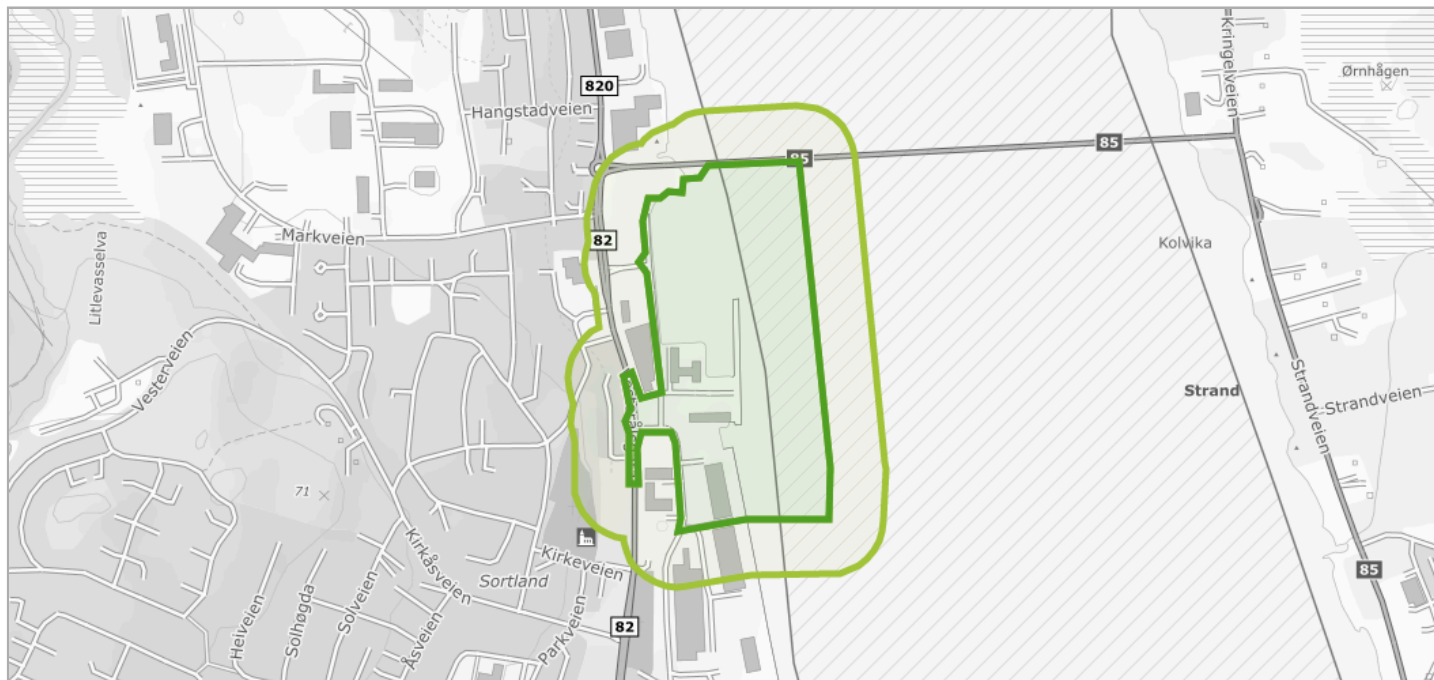 Kringelveien
Ørnhågen
820
Hangstadveien
85
85
82
Markveien
Kolvika
Litlevasselva
Vesterveien
Strandveien
Strand
Strandveien
71
Kirkåsveien
Kirkeveien
Sortland
85
Heiveien
Solhøgda
Solveien
Åsveien
Parkveien
82